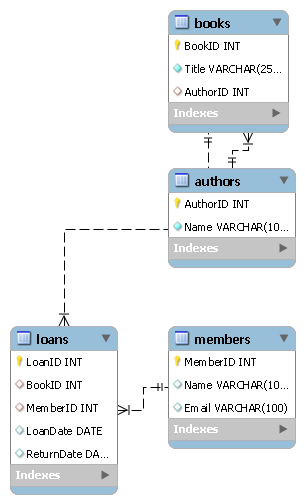 books
BookID INT
Title VARCHAR(25...
AuthorID INT
Indexes
authors
AuthorID INT
Name VARCHAR(10...
Indexes
loans
LoanID INT
BookID INT
MemberID INT
LoanDate DATE
ReturnDate DA...
Indexes
members
MemberID INT
Name VARCHAR(10...
Email VARCHAR(100)
Indexes